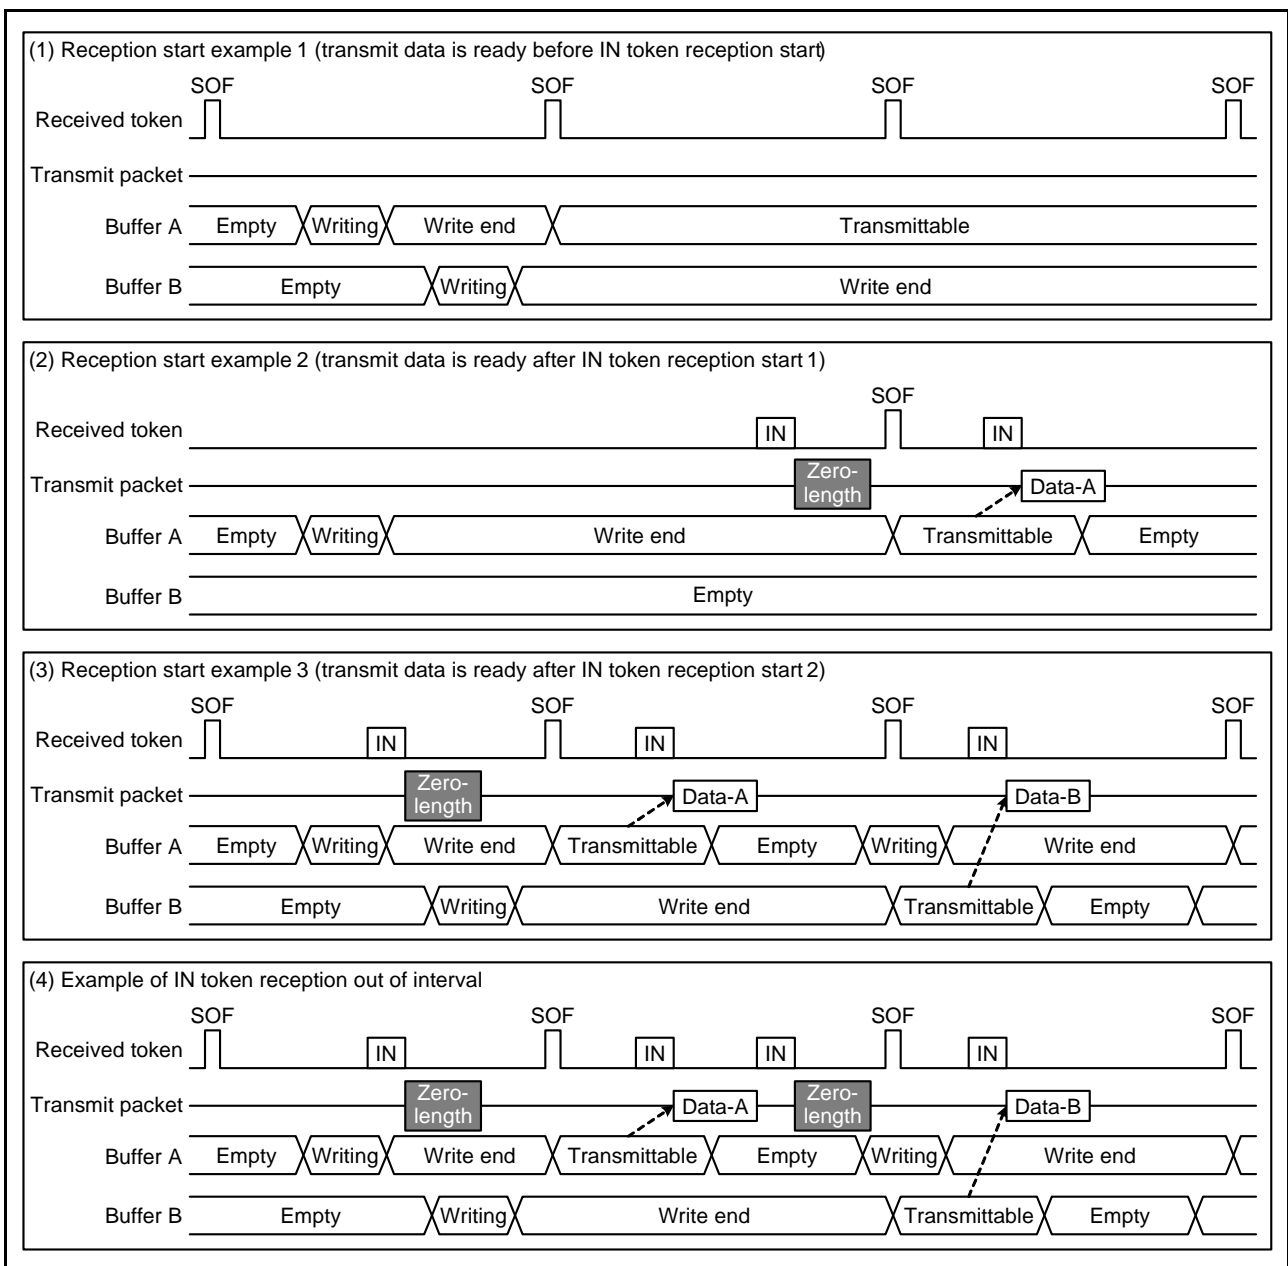 (1) Reception start example 1 (transmit data is ready before IN token reception start)
SOF SOF SOF SOF
Received token
Transmit packet
Buffer A Empty Writing Write end Transmittable
Buffer B Empty Writing Write end
(2) Reception start example 2 (transmit data is ready after IN token reception start 1)
SOF
Received token IN IN
Transmit packet Zero-
length Data-A
Buffer A Empty Writing Write end Transmittable Empty
Buffer B Empty
(3) Reception start example 3 (transmit data is ready after IN token reception start 2)
SOF SOF SOF SOF
Received token IN IN IN
Transmit packet Zero-
length Data-A Data-B
Buffer A Empty Writing Write end Transmittable Empty Writing Write end
Buffer B Empty Writing Write end Transmittable Empty
(4) Example of IN token reception out of interval
SOF SOF SOF SOF
Received token IN IN IN IN
Transmit packet Zero-
length Data-A Zero-
length Data-B
Buffer A Empty Writing Write end Transmittable Empty Writing Write end
Buffer B Empty Writing Write end Transmittable Empty